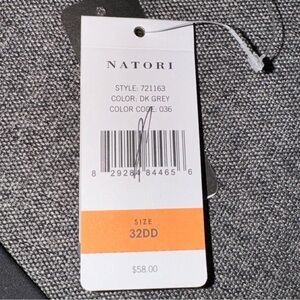 NATORI
STYLE: 721163
COLOR: DK GREY
COLOR CODE: 036
8 29284 84465 6
SIZE
32DD
$58.00